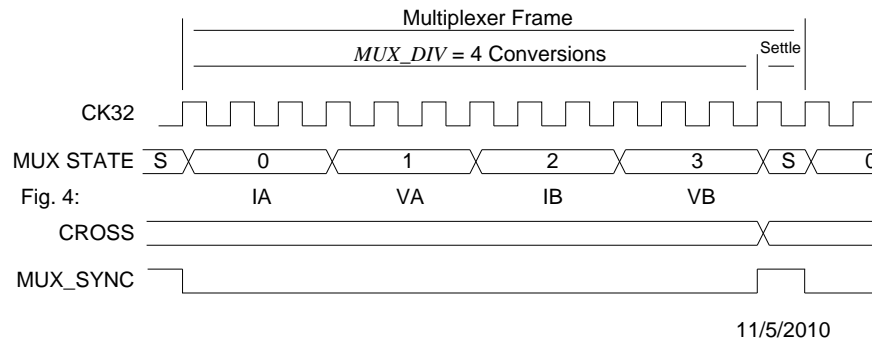 Multiplexer Frame
MUX_DIV = 4 Conversions
Settle
CK32
MUX STATE S 0 1 2 3 S 0
Fig. 4: IA VA IB VB
CROSS
MUX_SYNC
11/5/2010